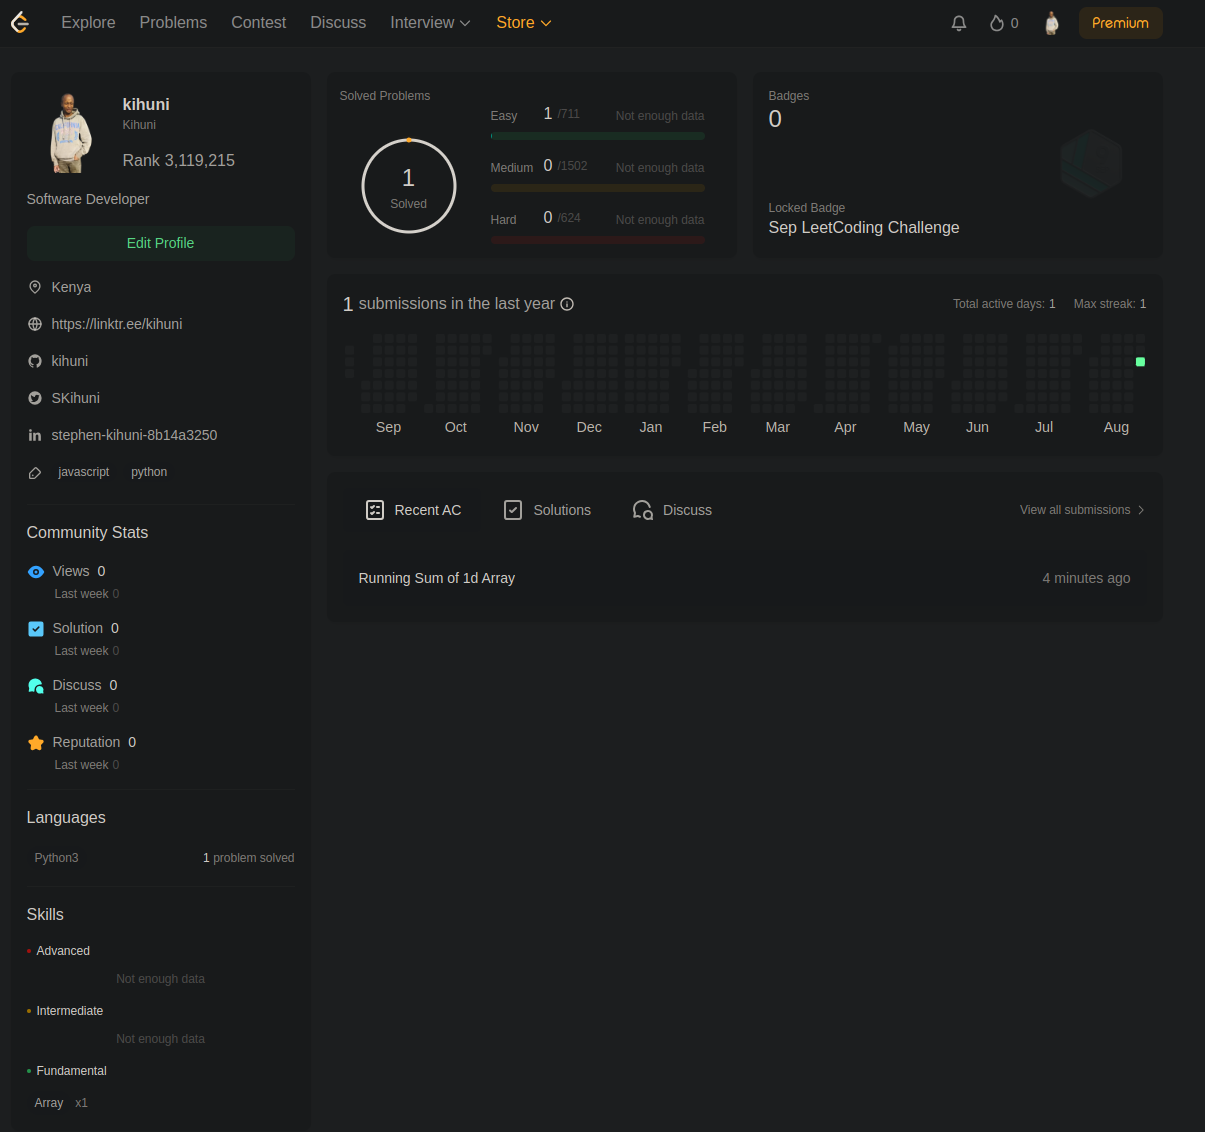 Explore Problems Contest Discuss Interview Store 0 Premium
kihuni
Kihuni
Rank 3,119,215
Software Developer
Edit Profile
Kenya
https://linktr.ee/kihuni
kihuni
SKihuni
stephen-kihuni-8b14a3250
javascript python
Community Stats
Views 0
Last week 0
Solution 0
Last week 0
Discuss 0
Last week 0
Reputation 0
Last week 0
Languages
Python3 1 problem solved
Skills
Advanced
Not enough data
Intermediate
Not enough data
Fundamental
Array x1
Solved Problems
1
Solved
Easy 1 /711 Not enough data
Medium 0 /1502 Not enough data
Hard 0 /624 Not enough data
Badges
0
Locked Badge
Sep LeetCoding Challenge
1 submissions in the last year Total active days: 1 Max streak: 1
Sep Oct Nov Dec Jan Feb Mar Apr May Jun Jul Aug
Recent AC Solutions Discuss View all submissions
Running Sum of 1d Array 4 minutes ago